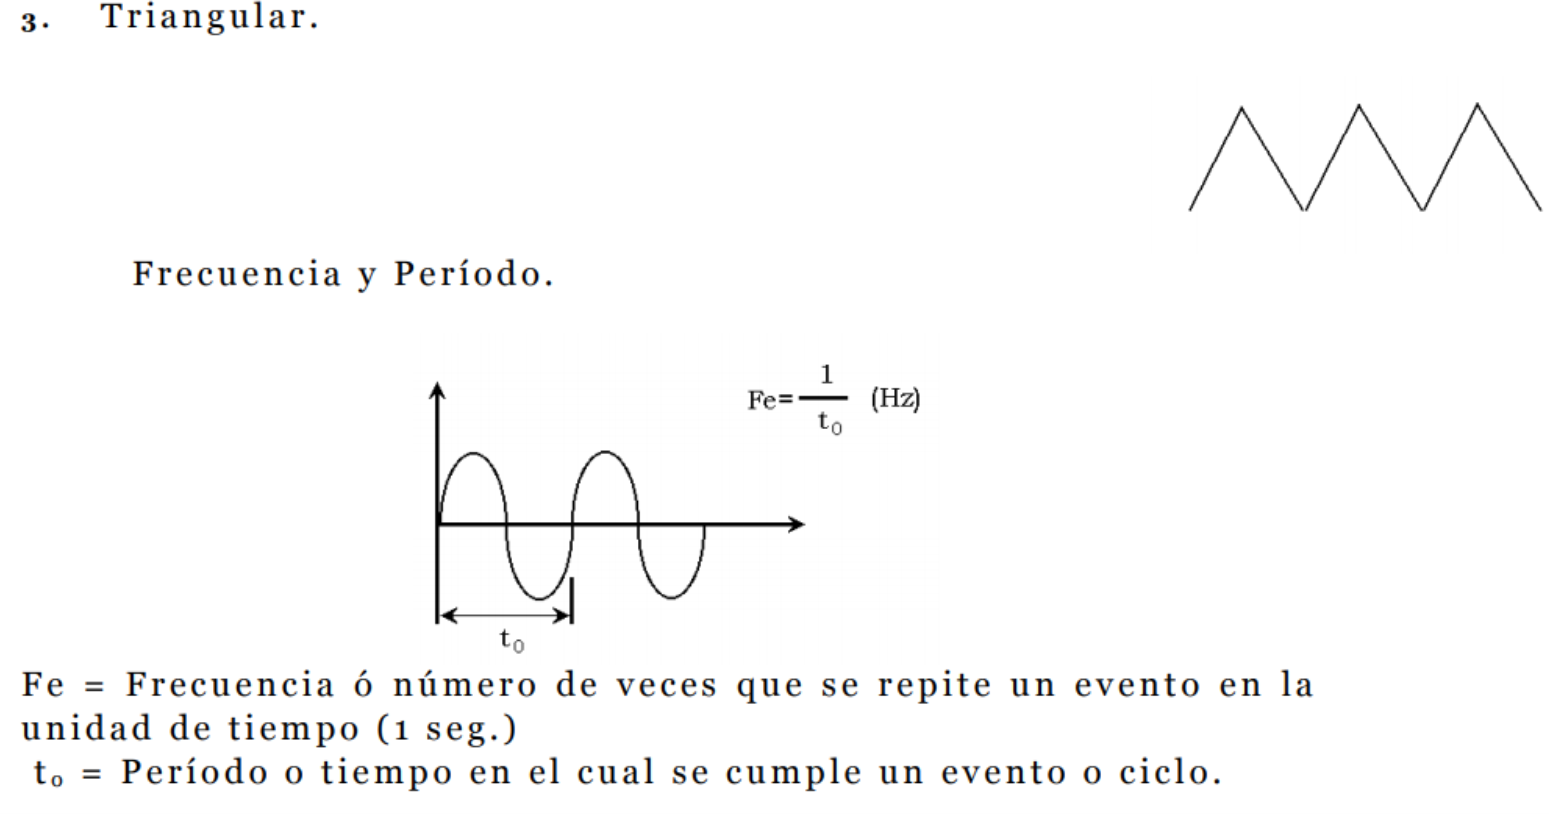 3. Triangular.
Frecuencia y Período.
Fe= 1/t₀ (Hz)
t₀
Fe = Frecuencia ó número de veces que se repite un evento en la
unidad de tiempo (1 seg.)
t₀ = Período o tiempo en el cual se cumple un evento o ciclo.